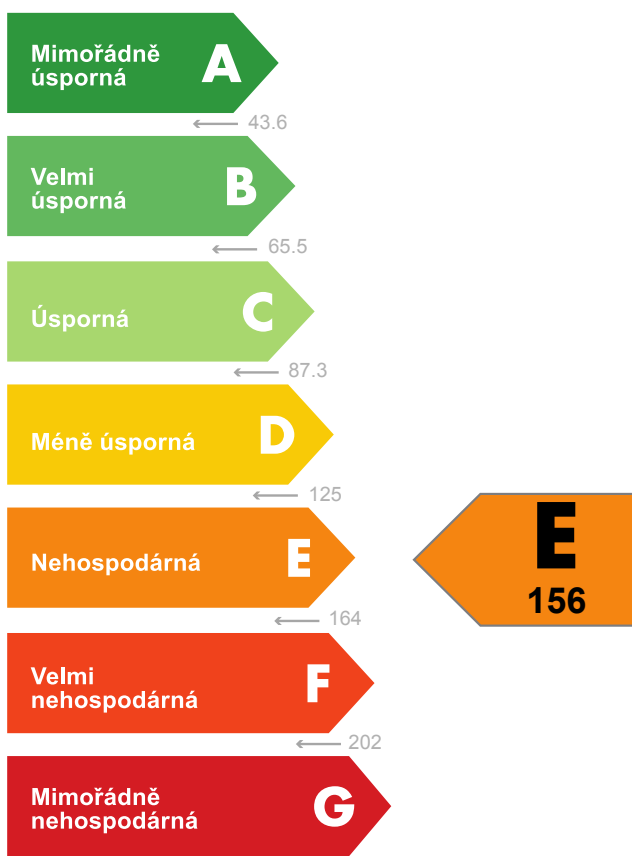 Mimořádně
úsporná
A
43.6
Velmi
úsporná
B
65.5
Úsporná
C
87.3
Méně úsporná
D
125
Nehospodárná
E
E
156
164
Velmi
nehospodárná
F
202
Mimořádně
nehospodárná
G